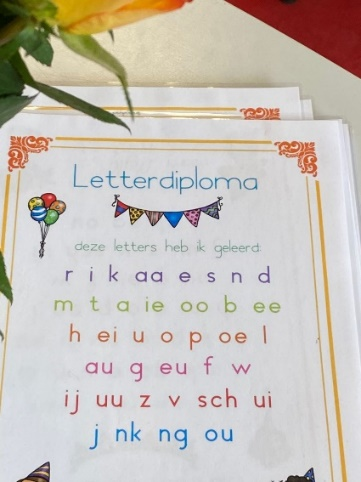 Letterdiploma
deze letters heb ik geleerd:
r i k aa e s n d
m t a ie oo b ee
h ei u o p oe l
au g eu f w
ij uu z v sch ui
j nk ng ou